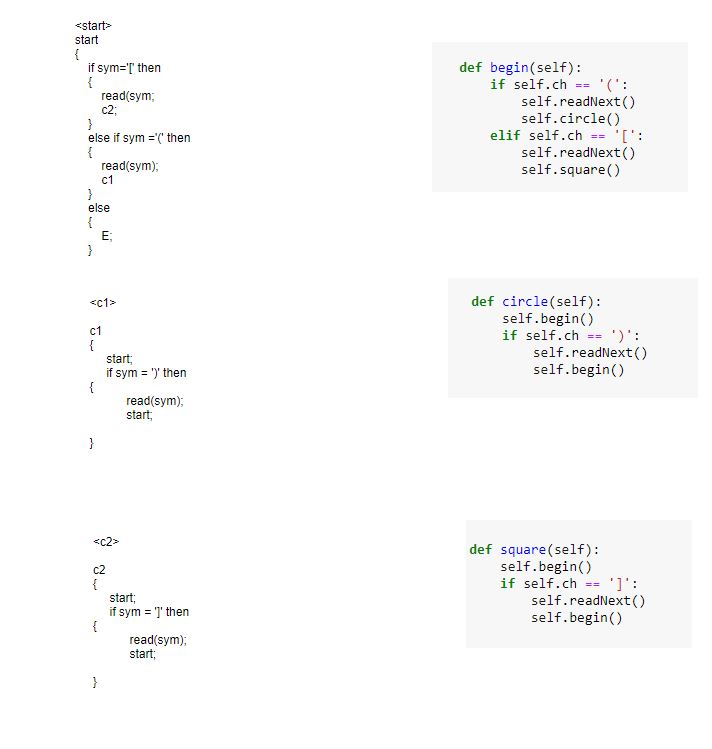 <start>
start
{
if sym='[' then
{
read(sym;
c2;
}
else if sym ='(' then
{
read(sym);
c1
}
else
{
E;
}
def begin(self):
if self.ch == '(':
self.readNext()
self.circle()
elif self.ch == '[':
self.readNext()
self.square()
<c1>
c1
{
start;
if sym = ')' then
{
read(sym);
start;
}
def circle(self):
self.begin()
if self.ch == ')':
self.readNext()
self.begin()
<c2>
c2
{
start;
if sym = ']' then
{
read(sym);
start;
}
def square(self):
self.begin()
if self.ch == ']':
self.readNext()
self.begin()